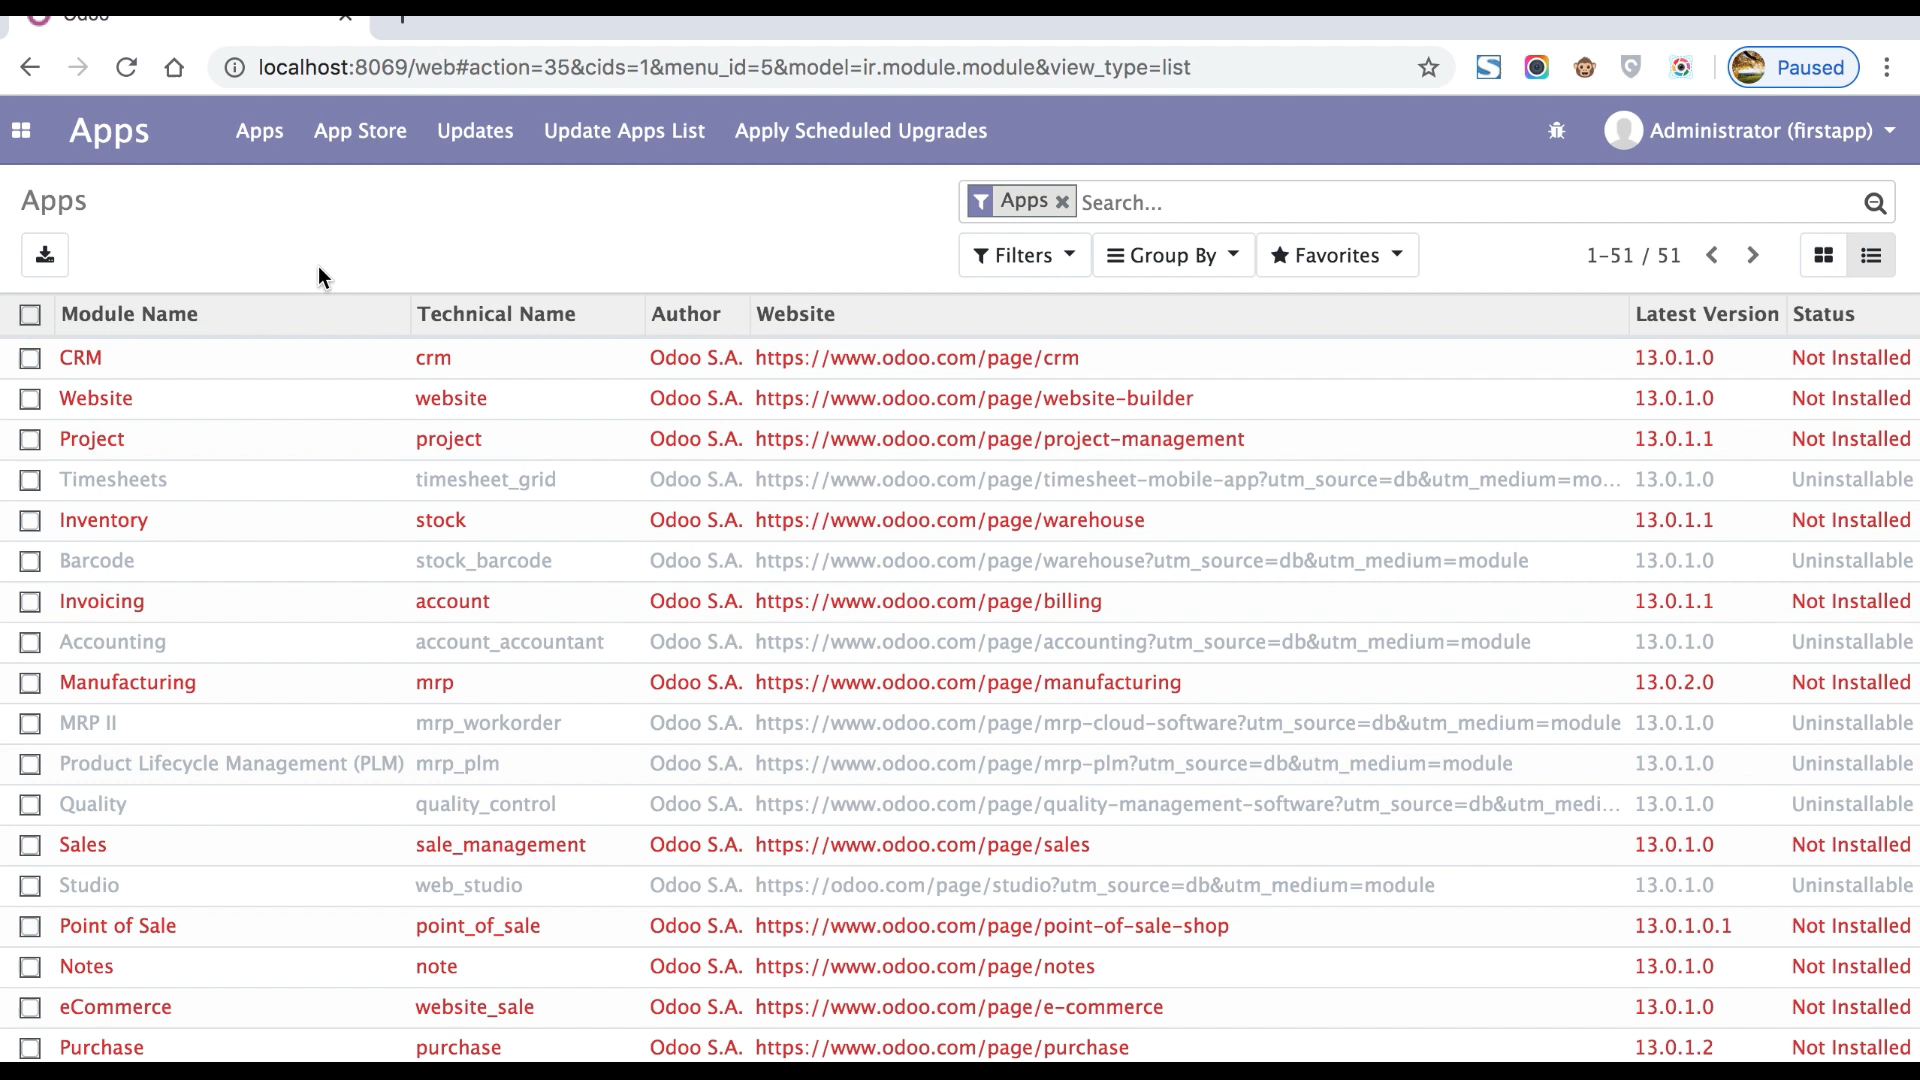 Odoo
localhost:8069/web#action=35&cids=1&menu_id=5&model=ir.module.module&view_type=list
Paused
Apps Apps App Store Updates Update Apps List Apply Scheduled Upgrades Administrator (firstapp)
Apps
Apps Search...
Filters Group By Favorites 1-51 / 51
Module Name Technical Name Author Website Latest Version Status
CRM crm Odoo S.A. https://www.odoo.com/page/crm 13.0.1.0 Not Installed
Website website Odoo S.A. https://www.odoo.com/page/website-builder 13.0.1.0 Not Installed
Project project Odoo S.A. https://www.odoo.com/page/project-management 13.0.1.1 Not Installed
Timesheets timesheet_grid Odoo S.A. https://www.odoo.com/page/timesheet-mobile-app?utm_source=db&utm_medium=mo... 13.0.1.0 Uninstallable
Inventory stock Odoo S.A. https://www.odoo.com/page/warehouse 13.0.1.1 Not Installed
Barcode stock_barcode Odoo S.A. https://www.odoo.com/page/warehouse?utm_source=db&utm_medium=module 13.0.1.0 Uninstallable
Invoicing account Odoo S.A. https://www.odoo.com/page/billing 13.0.1.1 Not Installed
Accounting account_accountant Odoo S.A. https://www.odoo.com/page/accounting?utm_source=db&utm_medium=module 13.0.1.0 Uninstallable
Manufacturing mrp Odoo S.A. https://www.odoo.com/page/manufacturing 13.0.2.0 Not Installed
MRP II mrp_workorder Odoo S.A. https://www.odoo.com/page/mrp-cloud-software?utm_source=db&utm_medium=module 13.0.1.0 Uninstallable
Product Lifecycle Management (PLM) mrp_plm Odoo S.A. https://www.odoo.com/page/mrp-plm?utm_source=db&utm_medium=module 13.0.1.0 Uninstallable
Quality quality_control Odoo S.A. https://www.odoo.com/page/quality-management-software?utm_source=db&utm_medi... 13.0.1.0 Uninstallable
Sales sale_management Odoo S.A. https://www.odoo.com/page/sales 13.0.1.0 Not Installed
Studio web_studio Odoo S.A. https://odoo.com/page/studio?utm_source=db&utm_medium=module 13.0.1.0 Uninstallable
Point of Sale point_of_sale Odoo S.A. https://www.odoo.com/page/point-of-sale-shop 13.0.1.0.1 Not Installed
Notes note Odoo S.A. https://www.odoo.com/page/notes 13.0.1.0 Not Installed
eCommerce website_sale Odoo S.A. https://www.odoo.com/page/e-commerce 13.0.1.0 Not Installed
Purchase purchase Odoo S.A. https://www.odoo.com/page/purchase 13.0.1.2 Not Installed